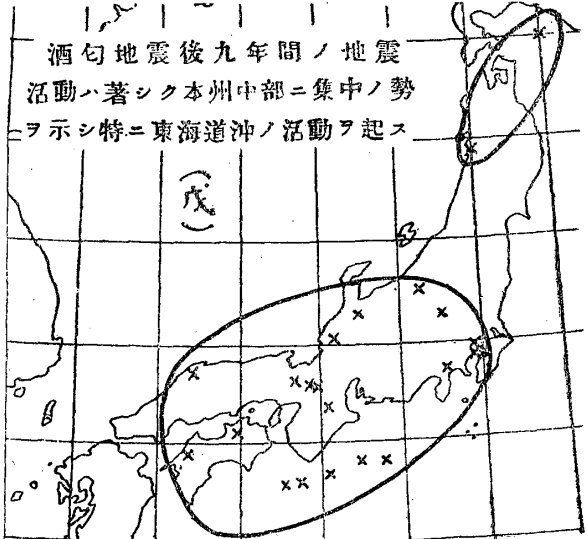 酒匂地震後九年間ノ地震
活動ハ著シク本州中部ニ集中ノ勢
ヲ示シ特ニ東海道沖ノ活動ヲ起ス
(戊)